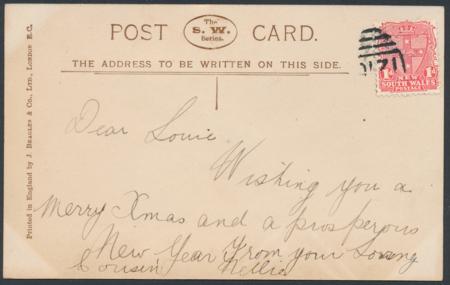 POST CARD.
The
S. W.
Series.
THE ADDRESS TO BE WRITTEN ON THIS SIDE.
Printed in England by J. Beagles & Co., Ltd., London E.C.
1d 1d
NEW
SOUTH WALES
POSTAGE
Dear Louie,
Wishing you a
Merry Xmas and a prosperous
New Year From your Loving
Cousin Nellie